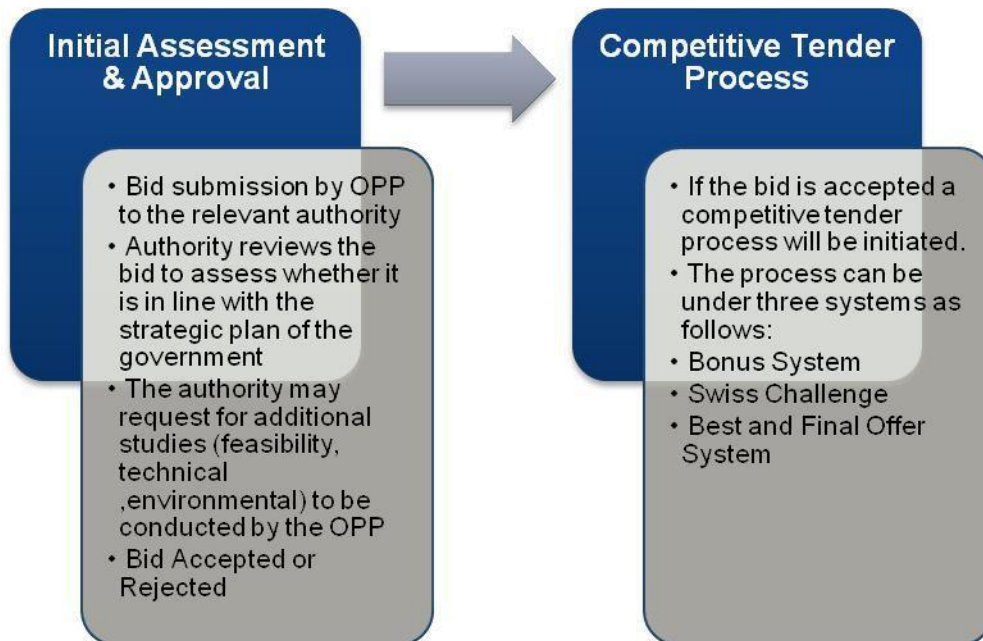 Initial Assessment
& Approval
• Bid submission by OPP
to the relevant authority
• Authority reviews the
bid to assess whether it
is in line with the
strategic plan of the
government
• The authority may
request for additional
studies (feasibility,
technical
,environmental) to be
conducted by the OPP
• Bid Accepted or
Rejected
Competitive Tender
Process
• If the bid is accepted a
competitive tender
process will be initiated.
• The process can be
under three systems as
follows:
• Bonus System
• Swiss Challenge
• Best and Final Offer
System